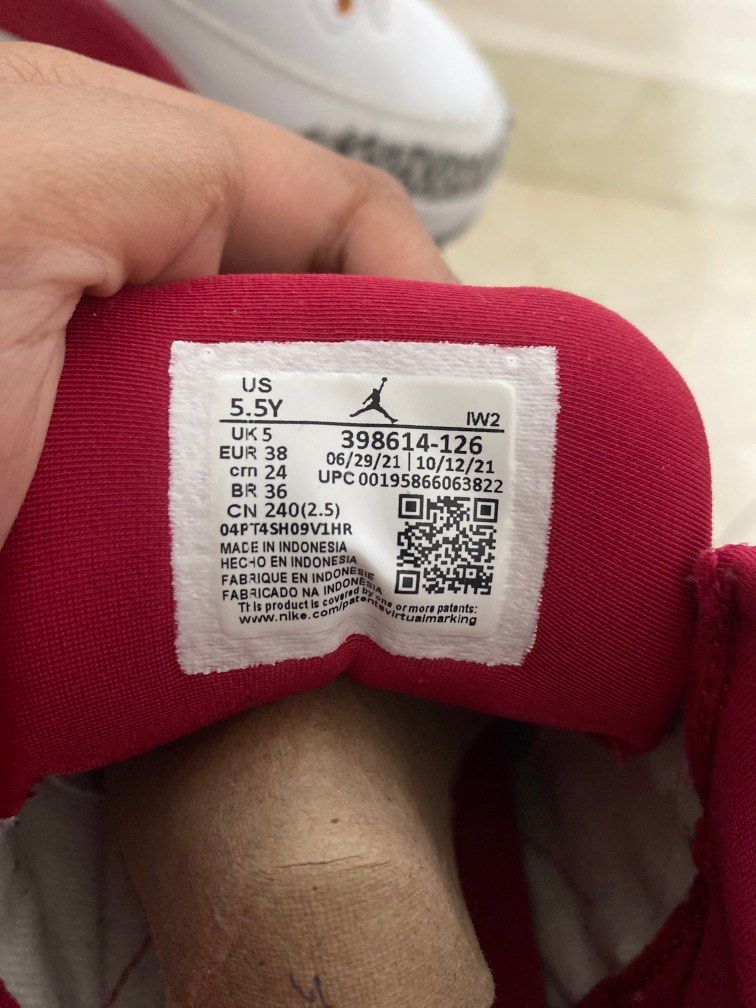 US
5.5Y
IW2
UK 5
EUR 38
cm 24
BR 36
CN 240(2.5)
398614-126
06/29/21 | 10/12/21
UPC 00195866063822
04PT4SH09V1HR
MADE IN INDONESIA
HECHO EN INDONESIA
FABRIQUE EN INDONESIE
FABRICADO NA INDONÉSIA
This product is covered by one or more patents:
www.nike.com/patentsvirtualmarking